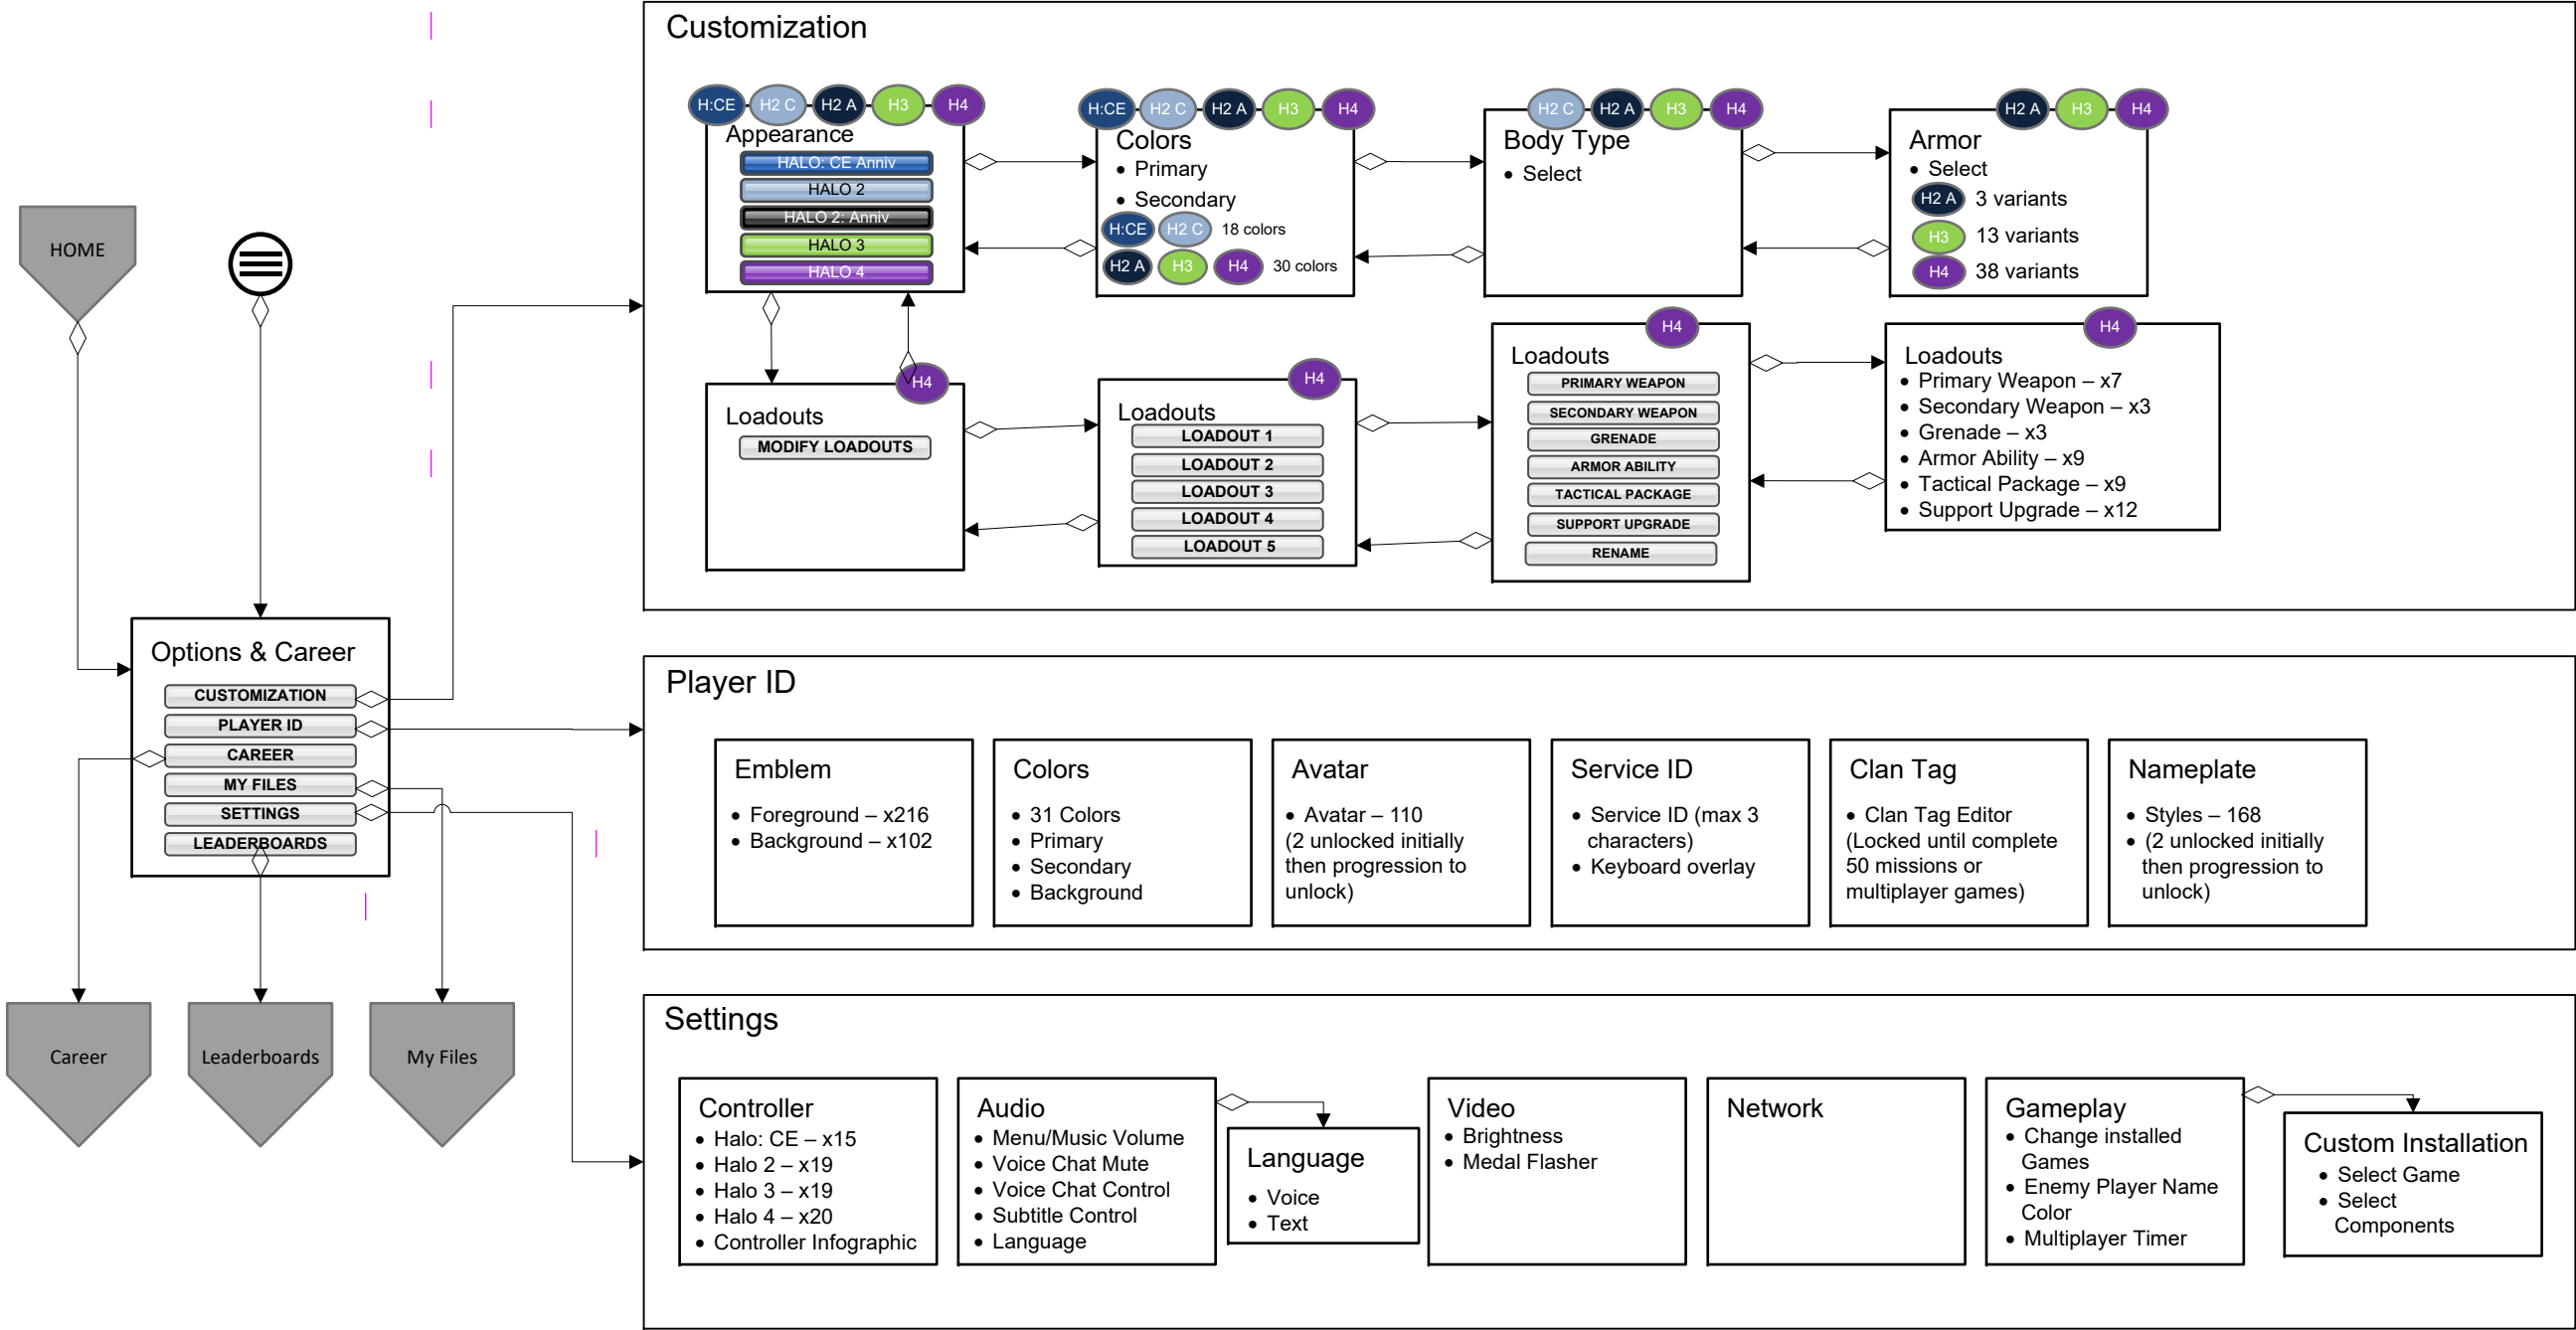 Customization
H:CE H2 C H2 A H3 H4
Appearance
HALO: CE Anniv
HALO 2
HALO 2: Anniv
HALO 3
HALO 4
H:CE H2 C H2 A H3 H4
Colors
• Primary
• Secondary
H:CE H2 C 18 colors
H2 A H3 H4 30 colors
H2 C H2 A H3 H4
Body Type
• Select
H2 A H3 H4
Armor
• Select
H2 A 3 variants
H3 13 variants
H4 38 variants
H4
Loadouts
MODIFY LOADOUTS
H4
Loadouts
LOADOUT 1
LOADOUT 2
LOADOUT 3
LOADOUT 4
LOADOUT 5
H4
Loadouts
PRIMARY WEAPON
SECONDARY WEAPON
GRENADE
ARMOR ABILITY
TACTICAL PACKAGE
SUPPORT UPGRADE
RENAME
H4
Loadouts
• Primary Weapon – x7
• Secondary Weapon – x3
• Grenade – x3
• Armor Ability – x9
• Tactical Package – x9
• Support Upgrade – x12
HOME
Options & Career
CUSTOMIZATION
PLAYER ID
CAREER
MY FILES
SETTINGS
LEADERBOARDS
Career
Leaderboards
My Files
Player ID
Emblem
• Foreground – x216
• Background – x102
Colors
• 31 Colors
• Primary
• Secondary
• Background
Avatar
• Avatar – 110
(2 unlocked initially
then progression to
unlock)
Service ID
• Service ID (max 3
characters)
• Keyboard overlay
Clan Tag
• Clan Tag Editor
(Locked until complete
50 missions or
multiplayer games)
Nameplate
• Styles – 168
• (2 unlocked initially
then progression to
unlock)
Settings
Controller
• Halo: CE – x15
• Halo 2 – x19
• Halo 3 – x19
• Halo 4 – x20
• Controller Infographic
Audio
• Menu/Music Volume
• Voice Chat Mute
• Voice Chat Control
• Subtitle Control
• Language
Language
• Voice
• Text
Video
• Brightness
• Medal Flasher
Network
Gameplay
• Change installed
Games
• Enemy Player Name
Color
• Multiplayer Timer
Custom Installation
• Select Game
• Select
Components